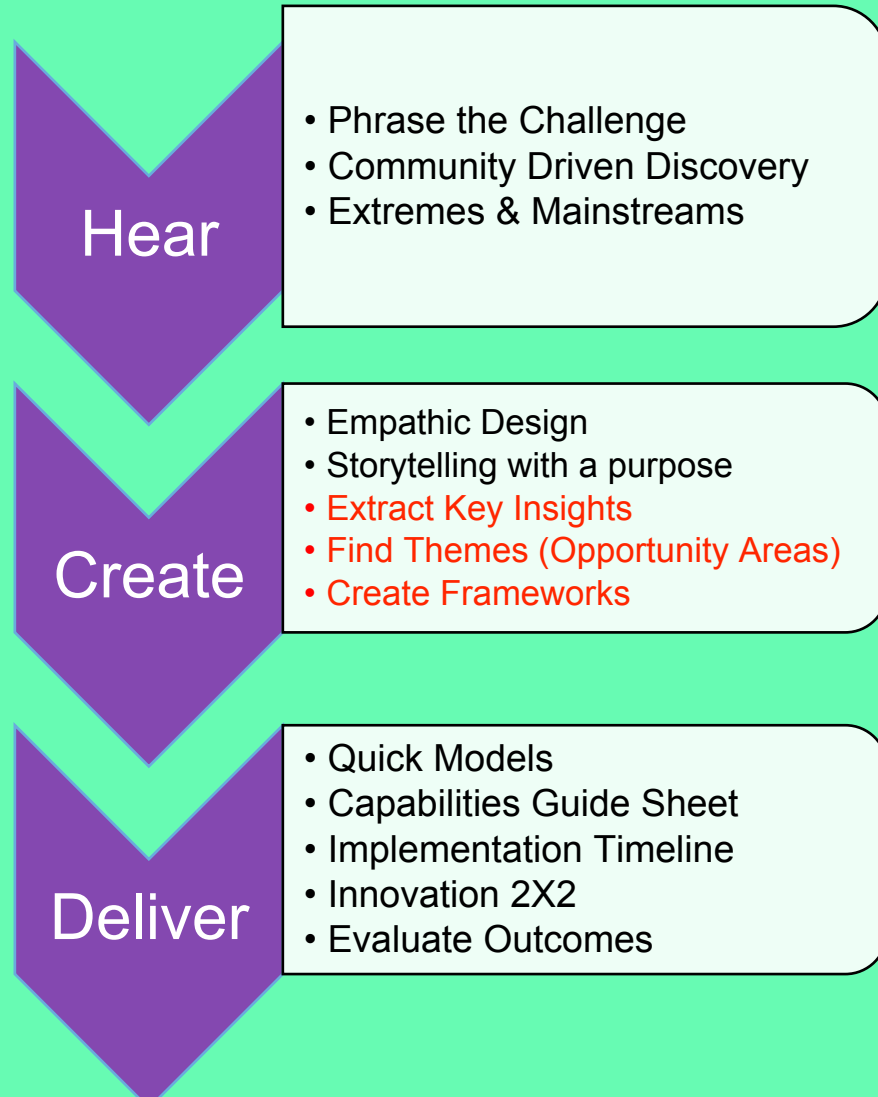 Hear
• Phrase the Challenge
• Community Driven Discovery
• Extremes & Mainstreams
Create
• Empathic Design
• Storytelling with a purpose
• Extract Key Insights
• Find Themes (Opportunity Areas)
• Create Frameworks
Deliver
• Quick Models
• Capabilities Guide Sheet
• Implementation Timeline
• Innovation 2X2
• Evaluate Outcomes